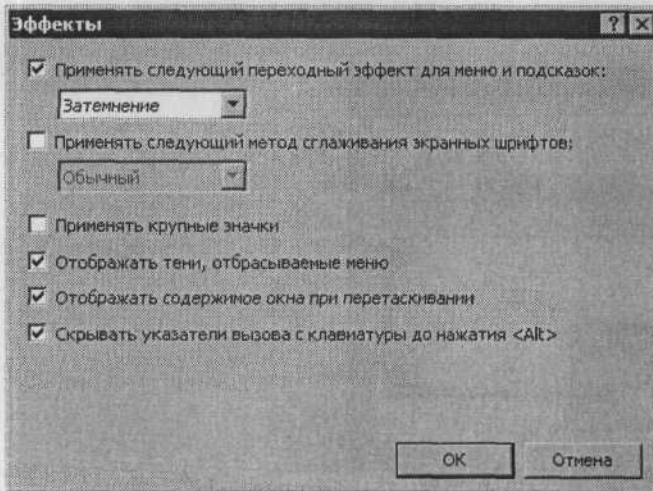 Эффекты
Применять следующий переходный эффект для меню и подсказок:
Затемнение
Применять следующий метод сглаживания экранных шрифтов:
Обычный
Применять крупные значки
Отображать тени, отбрасываемые меню
Отображать содержимое окна при перетаскивании
Скрывать указатели вызова с клавиатуры до нажатия <Alt>
ОК Отмена